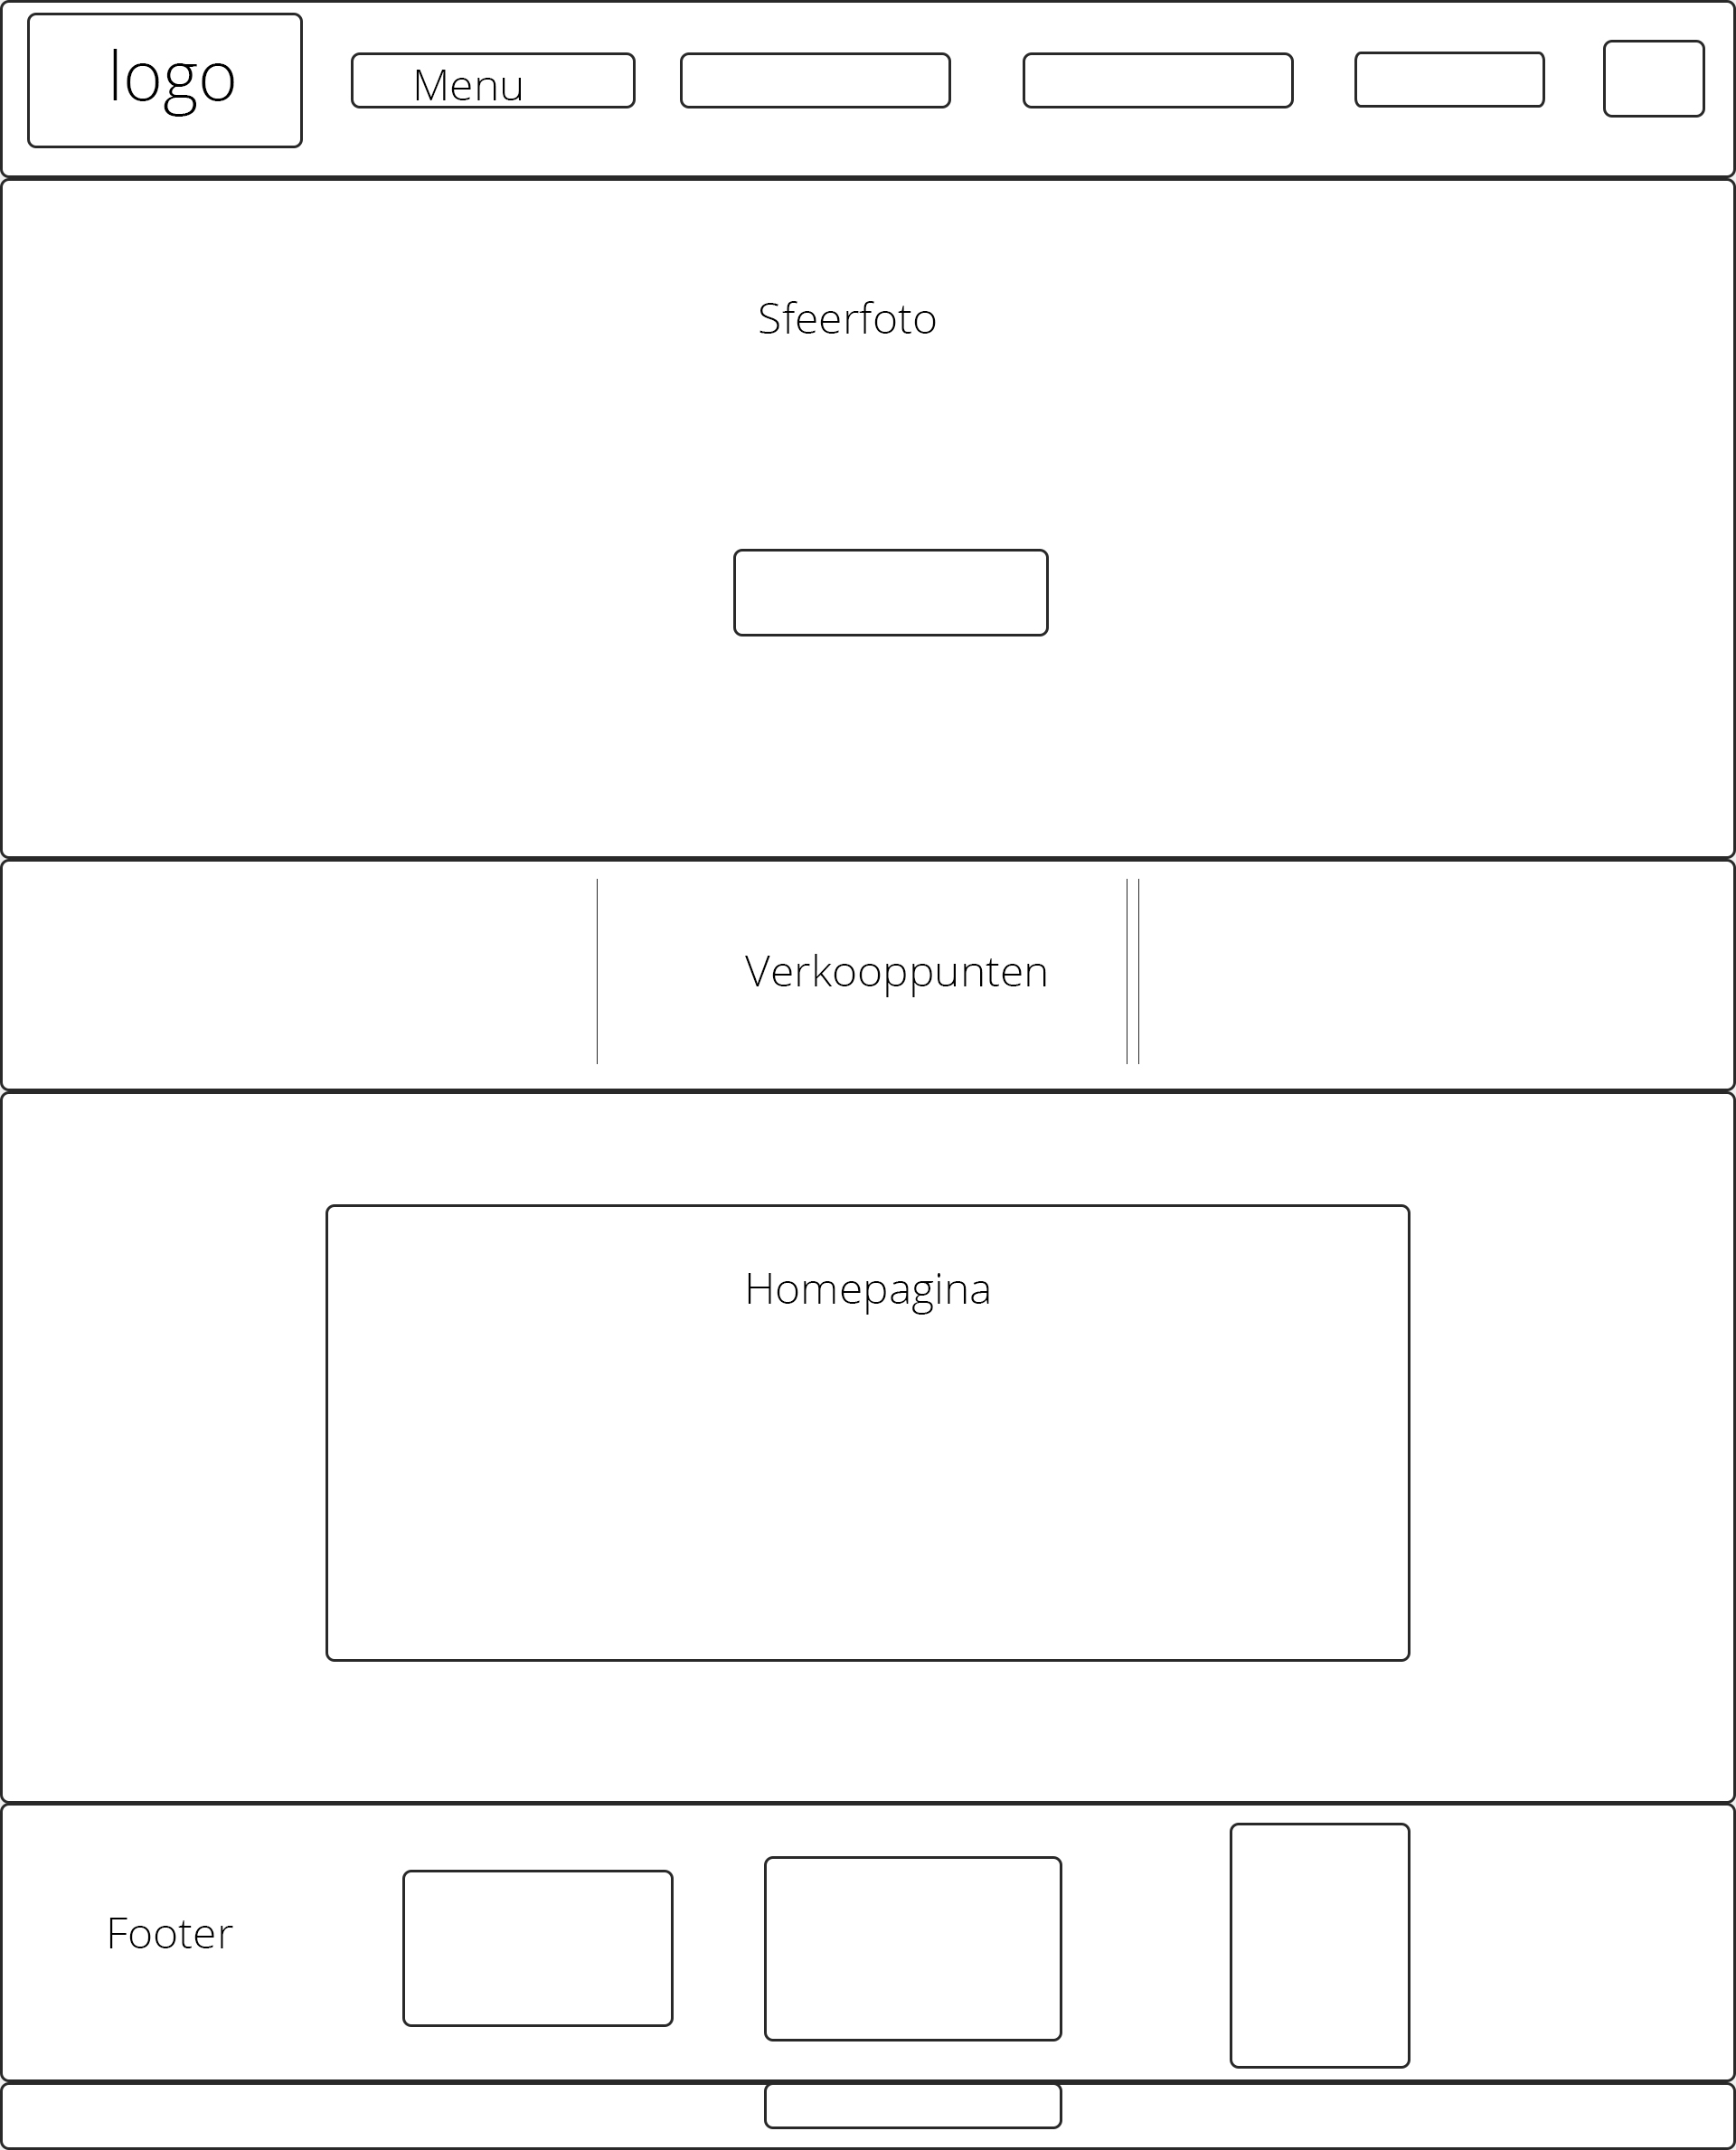 logo
Menu
Sfeerfoto
Verkooppunten
Homepagina
Footer